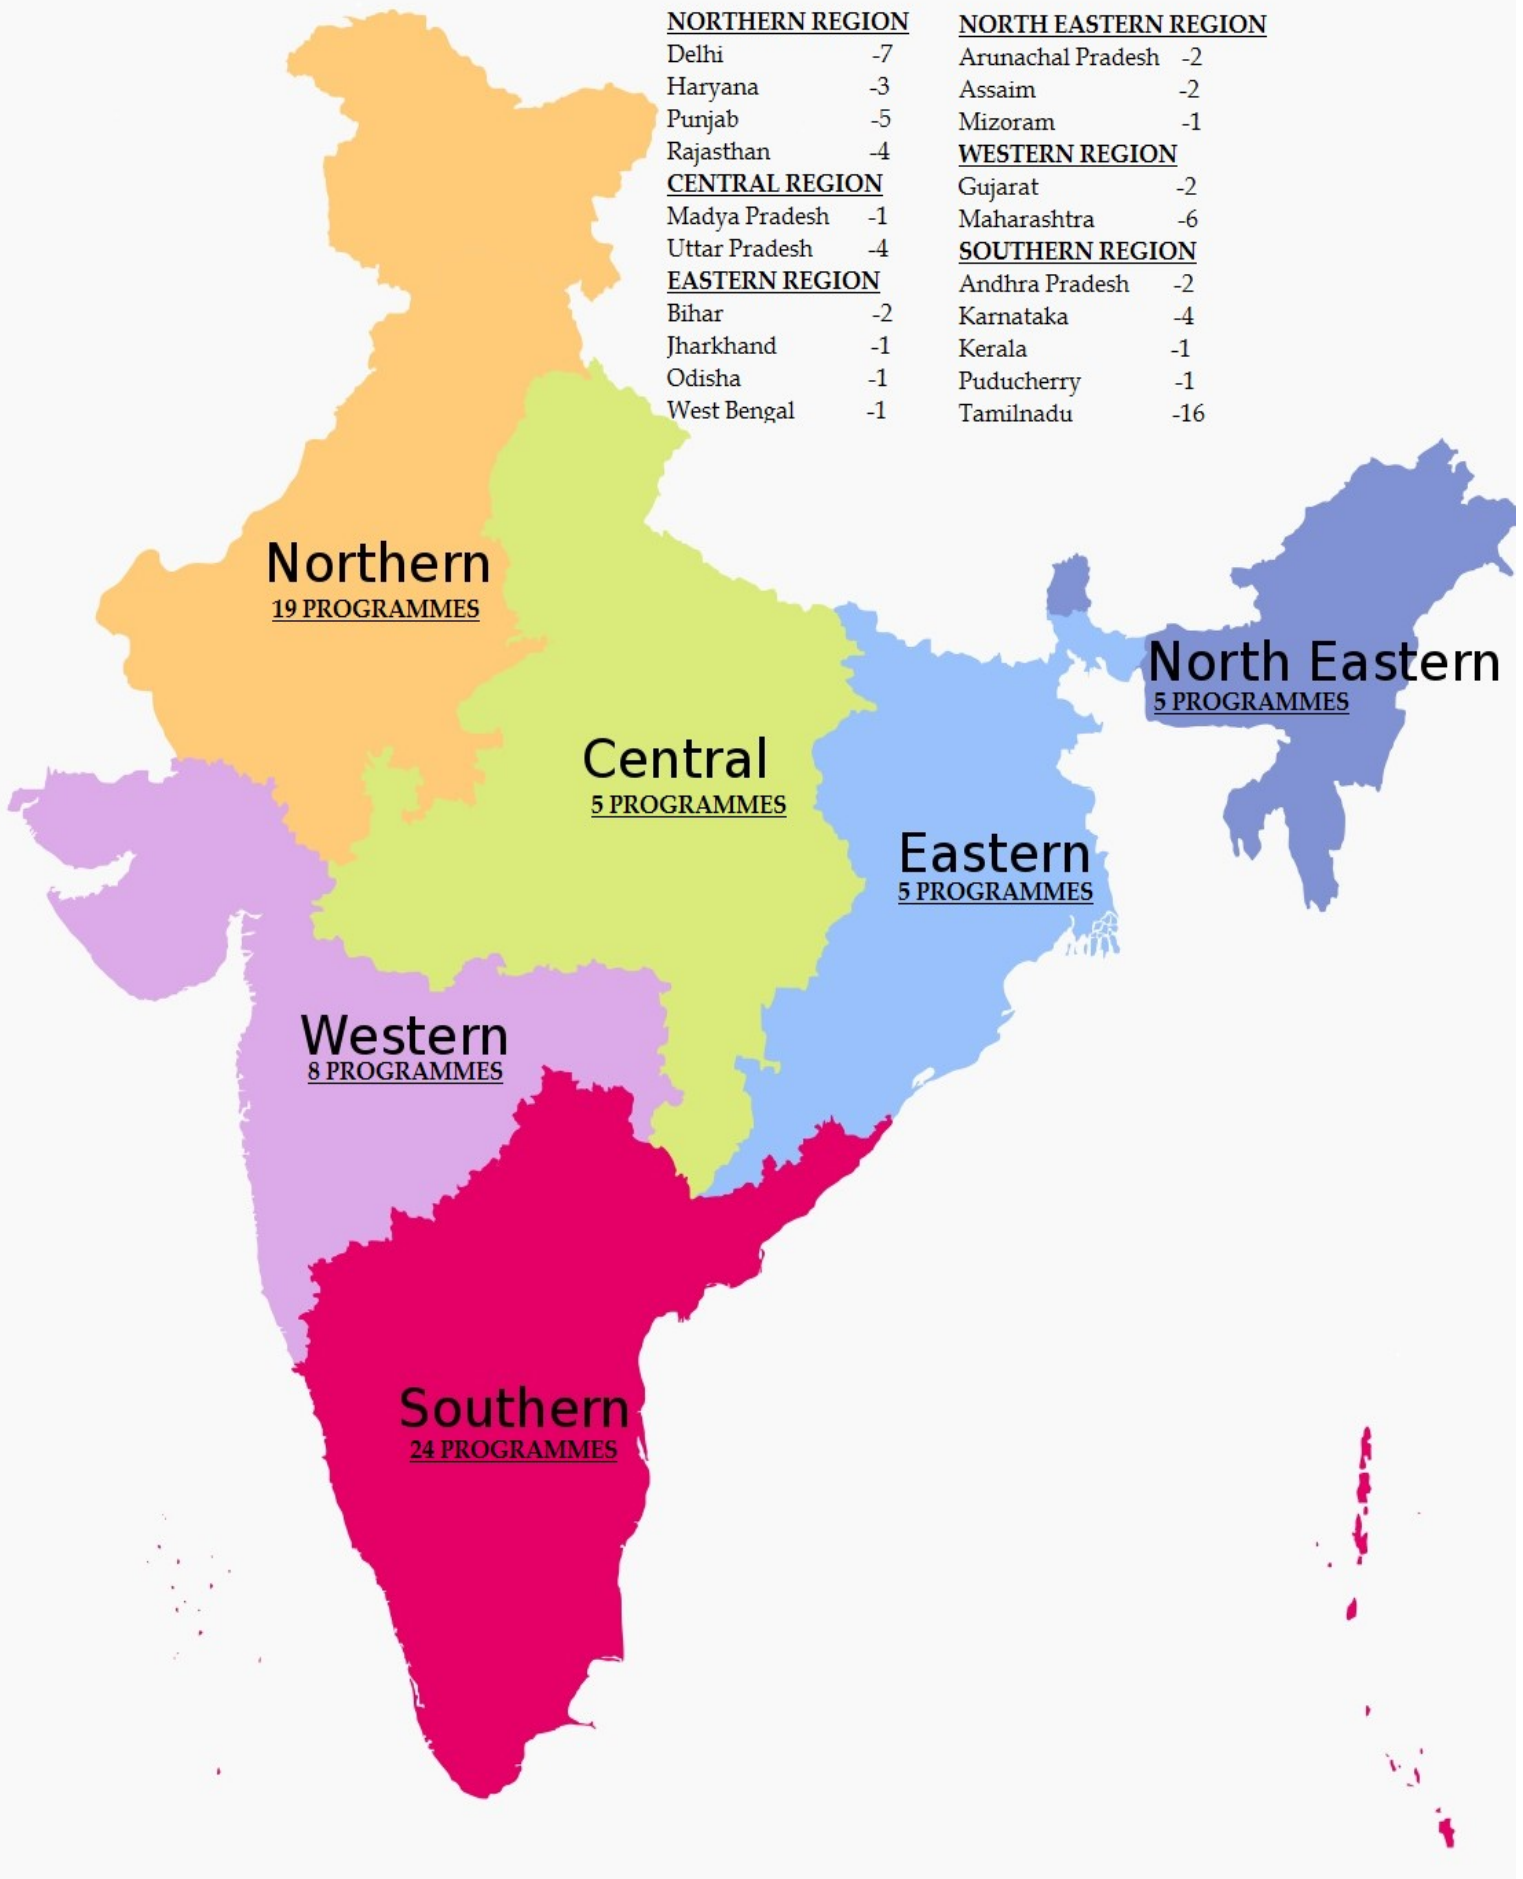 NORTHERN REGION
Delhi -7
Haryana -3
Punjab -5
Rajasthan -4
CENTRAL REGION
Madya Pradesh -1
Uttar Pradesh -4
EASTERN REGION
Bihar -2
Jharkhand -1
Odisha -1
West Bengal -1
NORTH EASTERN REGION
Arunachal Pradesh -2
Assaim -2
Mizoram -1
WESTERN REGION
Gujarat -2
Maharashtra -6
SOUTHERN REGION
Andhra Pradesh -2
Karnataka -4
Kerala -1
Puducherry -1
Tamilnadu -16
Northern
19 PROGRAMMES
North Eastern
5 PROGRAMMES
Central
5 PROGRAMMES
Eastern
5 PROGRAMMES
Western
8 PROGRAMMES
Southern
24 PROGRAMMES